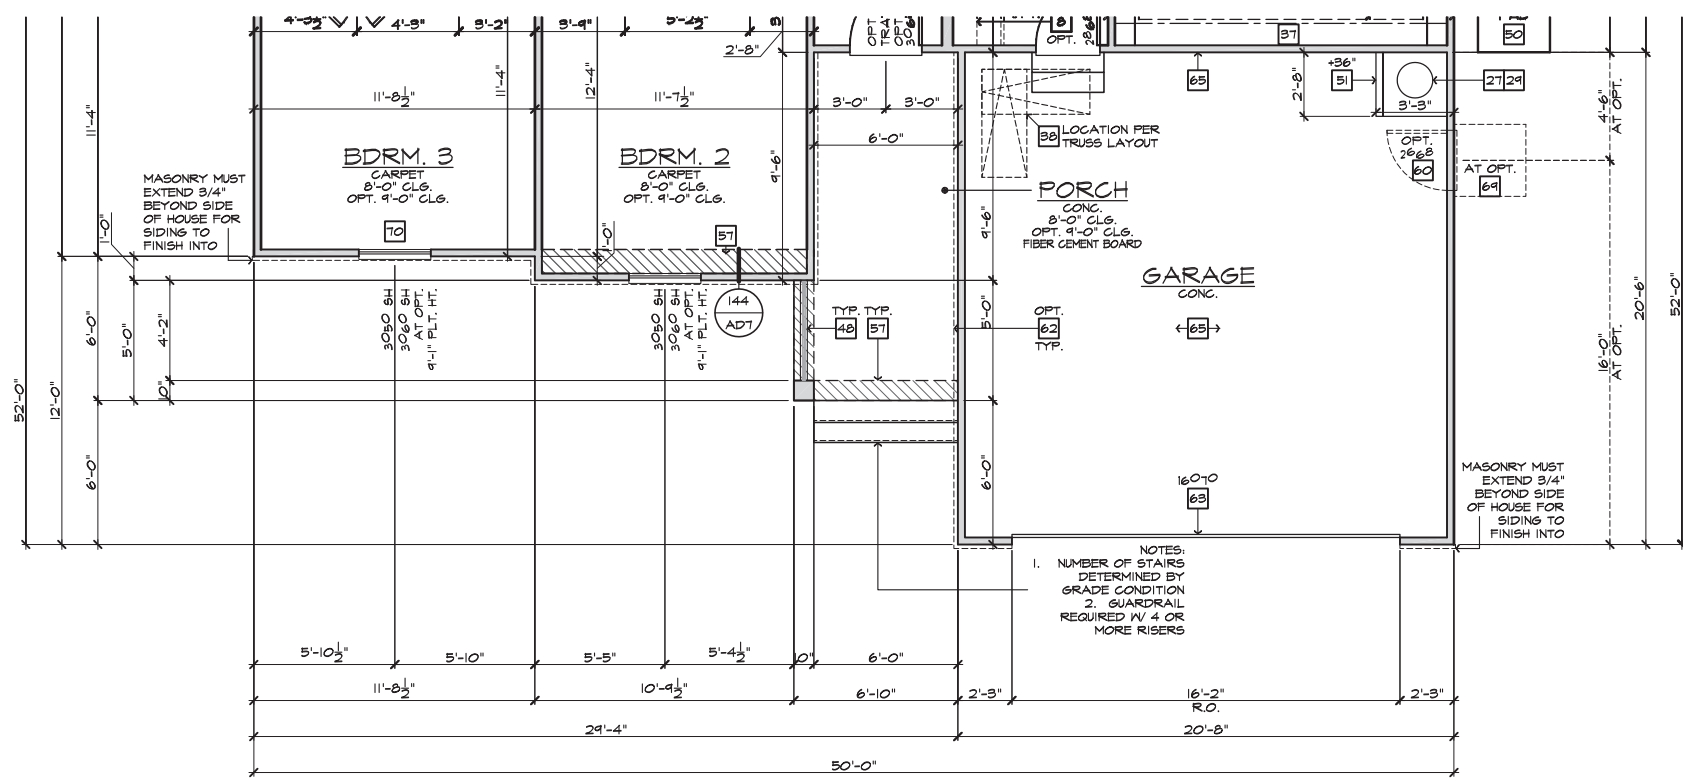 4'-3"
4'-3"
3'-2"
3'-9"
5'-2½"
2'-8"
OPT.
8
OPT.
2868
37
50
11'-4"
11'-8½"
11'-4"
12'-4"
11'-7½"
3'-0"
3'-0"
6'-0"
65
2'-8"
+36"
51
27 29
3'-3"
4'-6"
AT OPT.
38 LOCATION PER
TRUSS LAYOUT
OPT.
2668
60
AT OPT.
69
BDRM. 3
CARPET
8'-0" CLG.
OPT. 9'-0" CLG.
70
BDRM. 2
CARPET
8'-0" CLG.
OPT. 9'-0" CLG.
57
9'-6"
MASONRY MUST
EXTEND 3/4"
BEYOND SIDE
OF HOUSE FOR
SIDING TO
FINISH INTO
1'-0"
1'-0"
PORCH
CONC.
8'-0" CLG.
OPT. 9'-0" CLG.
FIBER CEMENT BOARD
9'-6"
GARAGE
CONC.
65
52'-0"
12'-0"
6'-0"
5'-0"
4'-2"
10"
6'-0"
3050 SH
3060 SH
AT OPT.
9'-1" PLT. HT.
3050 SH
3060 SH
AT OPT.
9'-1" PLT. HT.
144
AD7
TYP.
48
TYP.
57
5'-0"
OPT.
62
TYP.
6'-0"
20'-6"
52'-0"
16'-0"
AT OPT.
16070
63
MASONRY MUST
EXTEND 3/4"
BEYOND SIDE
OF HOUSE FOR
SIDING TO
FINISH INTO
NOTES:
1. NUMBER OF STAIRS
DETERMINED BY
GRADE CONDITION
2. GUARDRAIL
REQUIRED W/ 4 OR
MORE RISERS
5'-10½"
5'-10"
5'-5"
5'-4½"
10"
6'-0"
11'-8½"
10'-9½"
6'-10"
2'-3"
16'-2"
R.O.
2'-3"
29'-4"
20'-8"
50'-0"